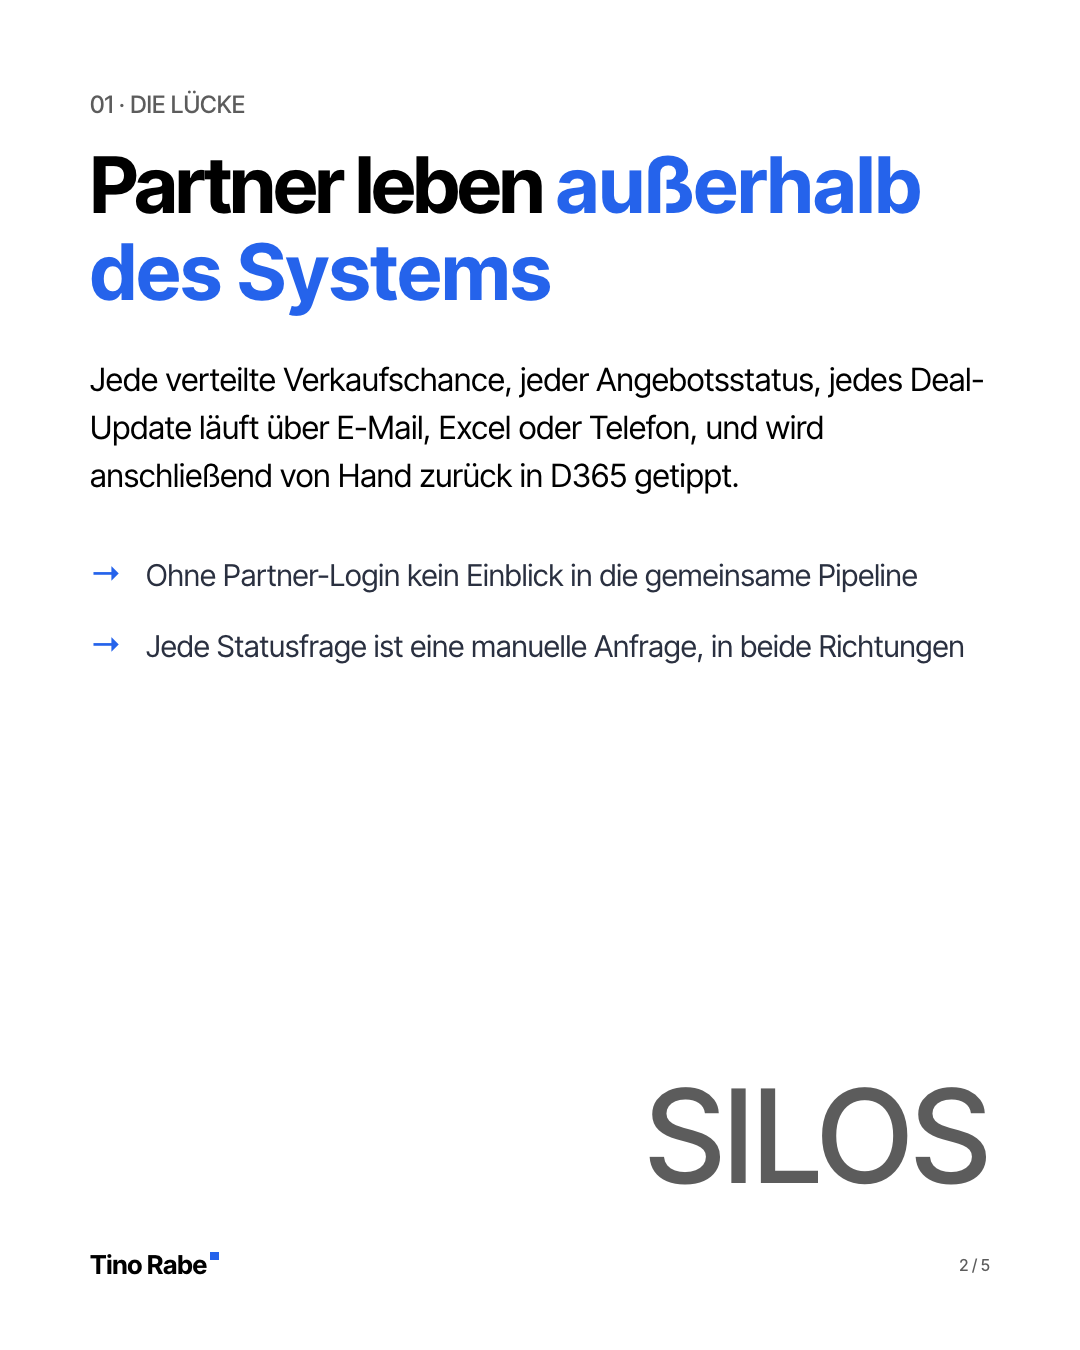 01 · DIE LÜCKE
Partner leben außerhalb
des Systems
Jede verteilte Verkaufschance, jeder Angebotsstatus, jedes Deal-
Update läuft über E-Mail, Excel oder Telefon, und wird
anschließend von Hand zurück in D365 getippt.
→ Ohne Partner-Login kein Einblick in die gemeinsame Pipeline
→ Jede Statusfrage ist eine manuelle Anfrage, in beide Richtungen
SILOS
Tino Rabe
2 / 5